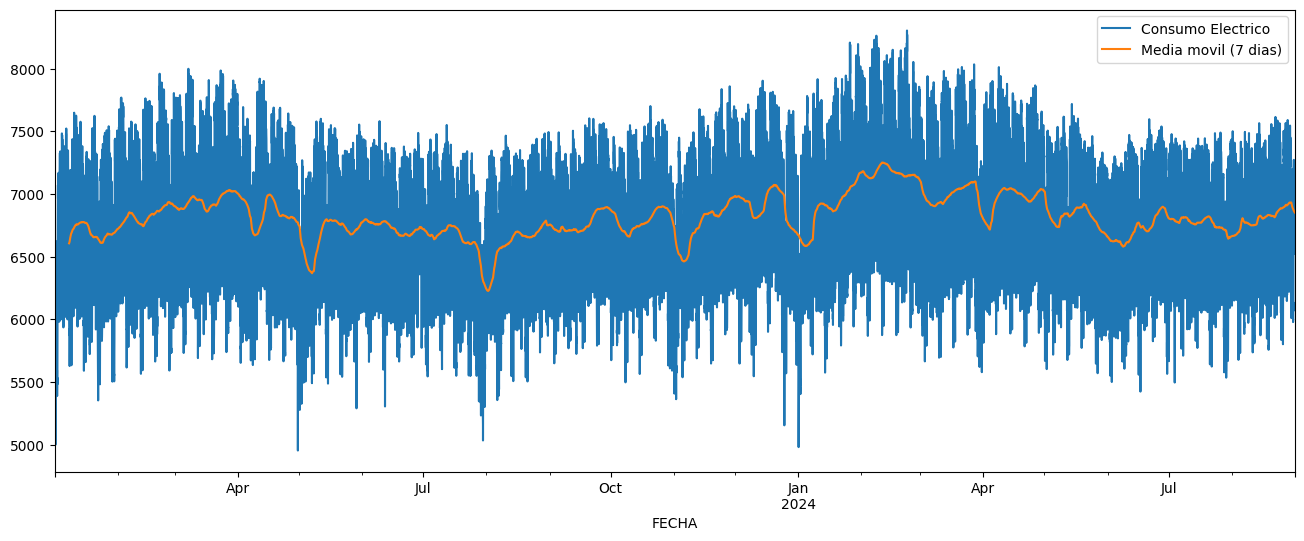 Consumo Electrico
Media movil (7 dias)
8000
7500
7000
6500
6000
5500
5000
Apr
Jul
Oct
Jan
2024
Apr
Jul
FECHA